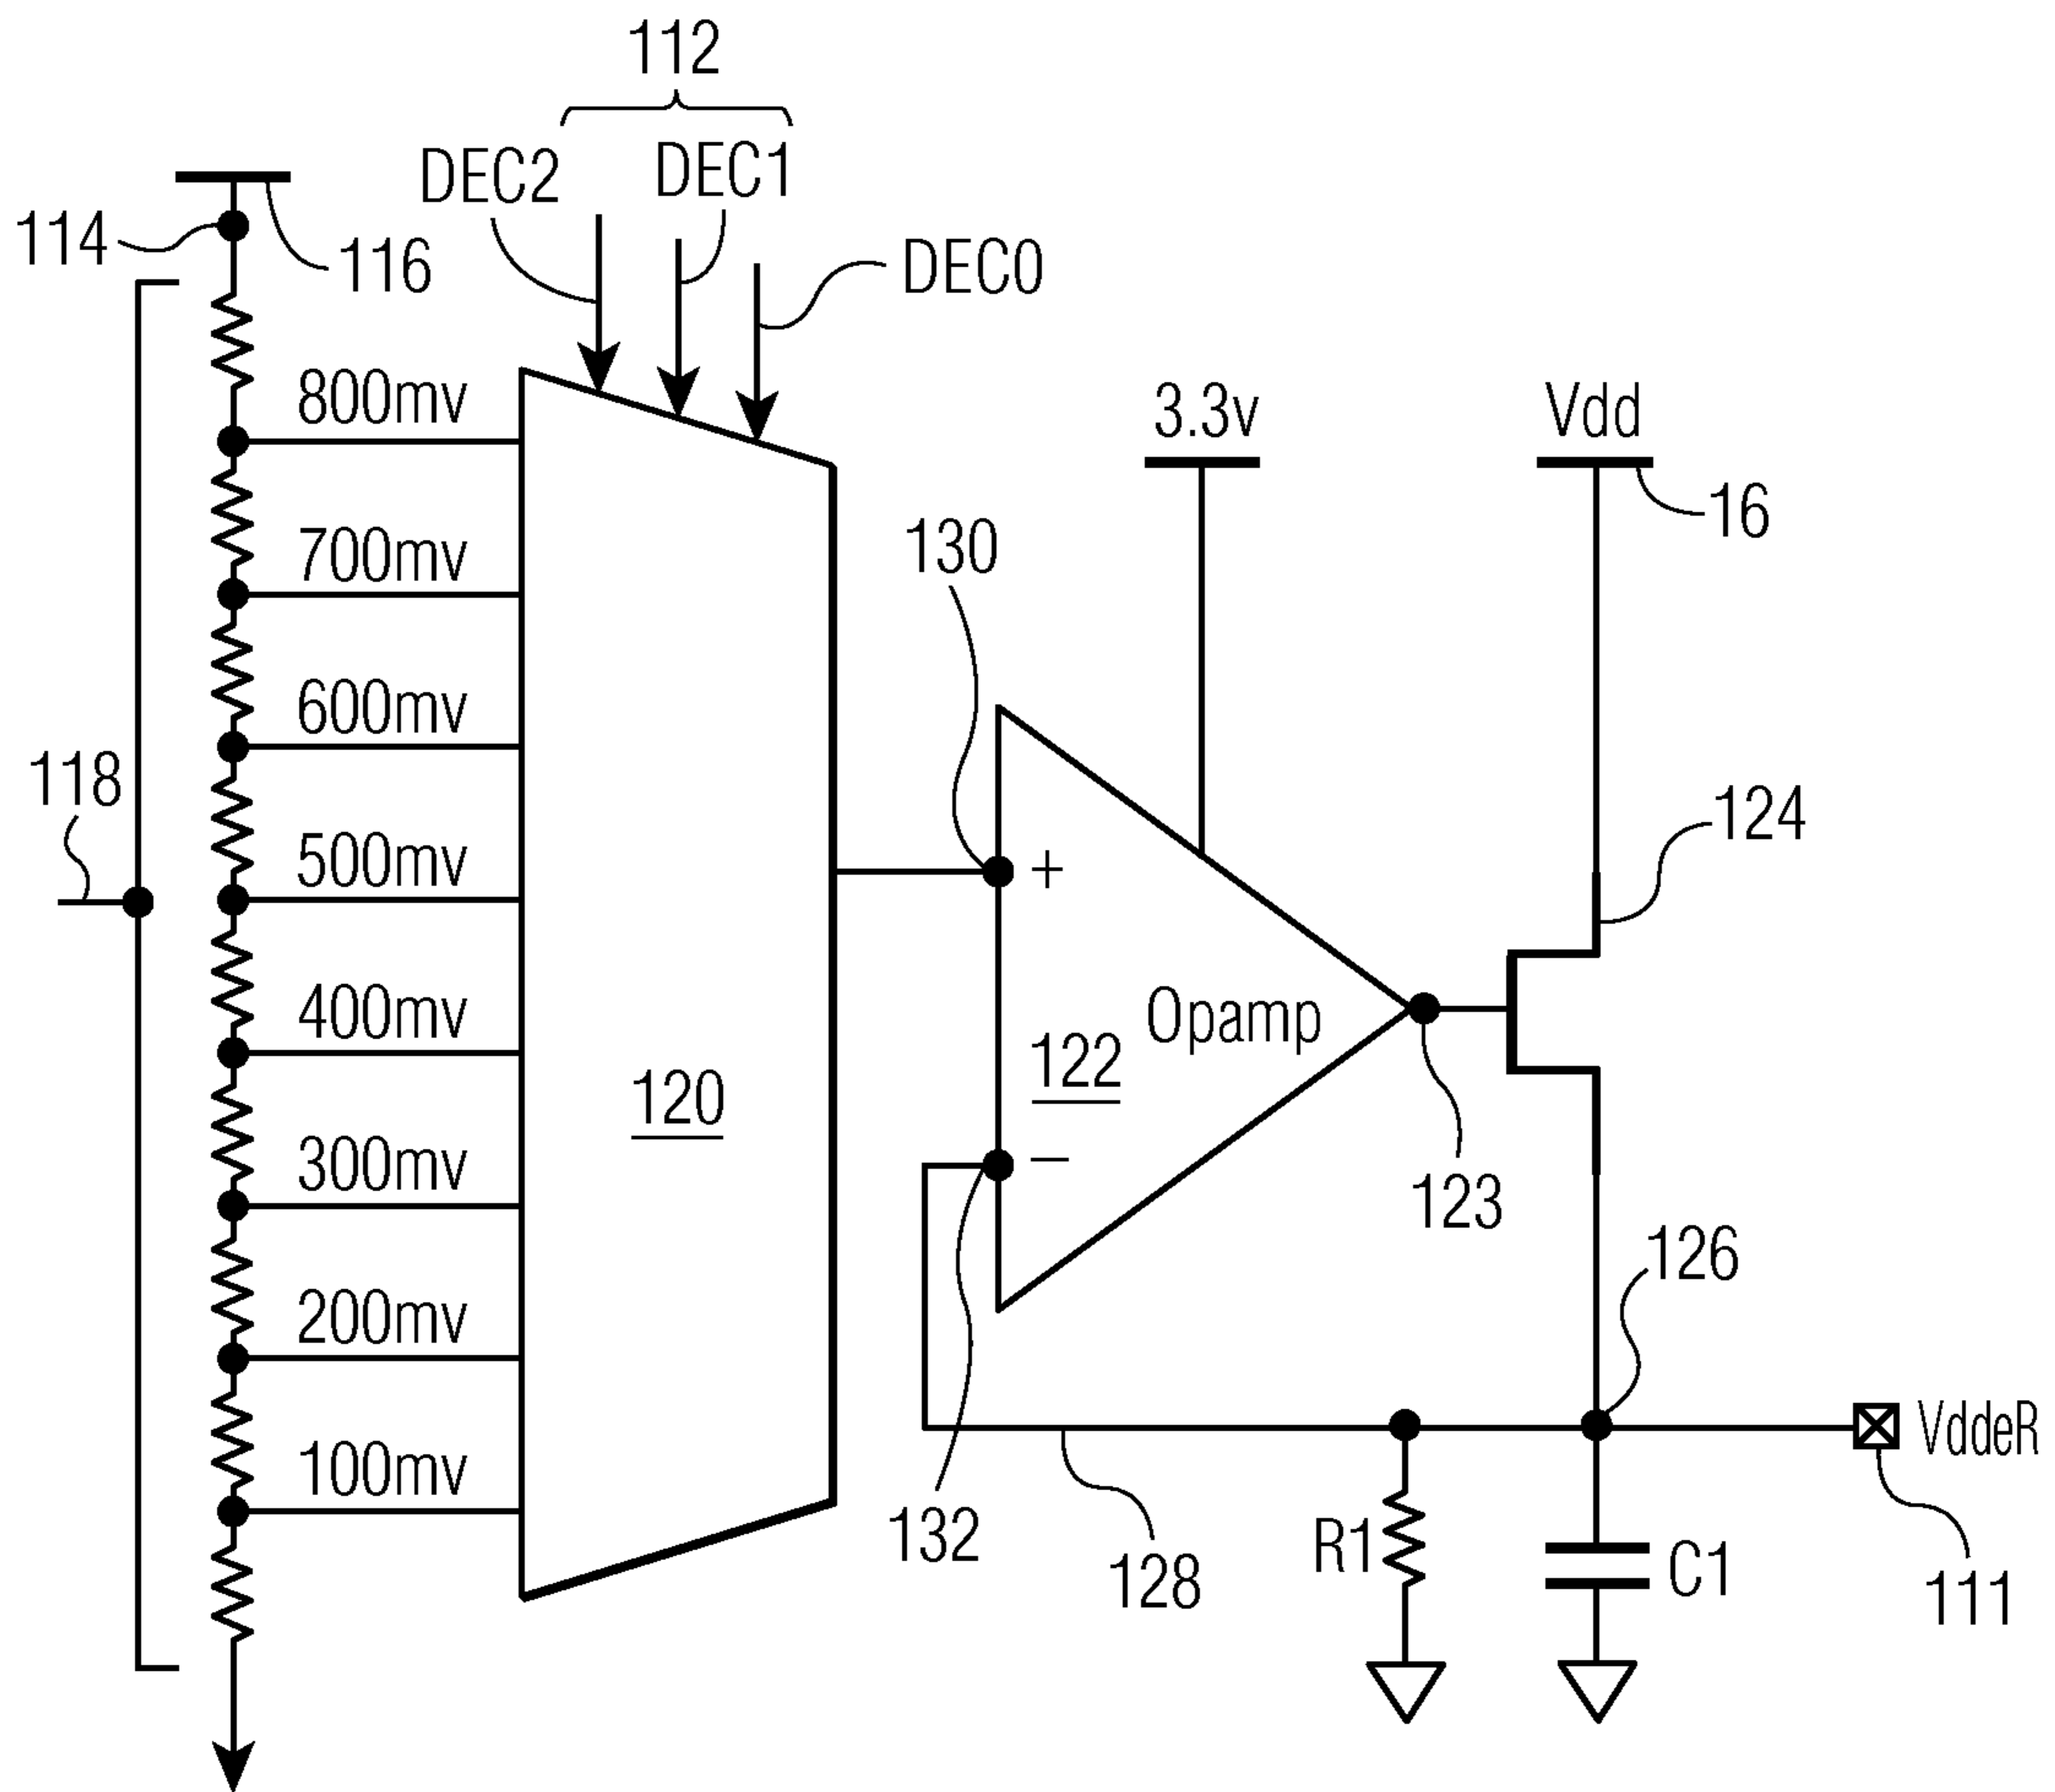 112
DEC2
DEC1
114
116
DEC0
800mv
3.3v
Vdd
16
700mv
130
600mv
118
500mv
124
+
400mv
Opamp
122
120
300mv
−
123
200mv
126
VddeR
100mv
132
128
R1
C1
111